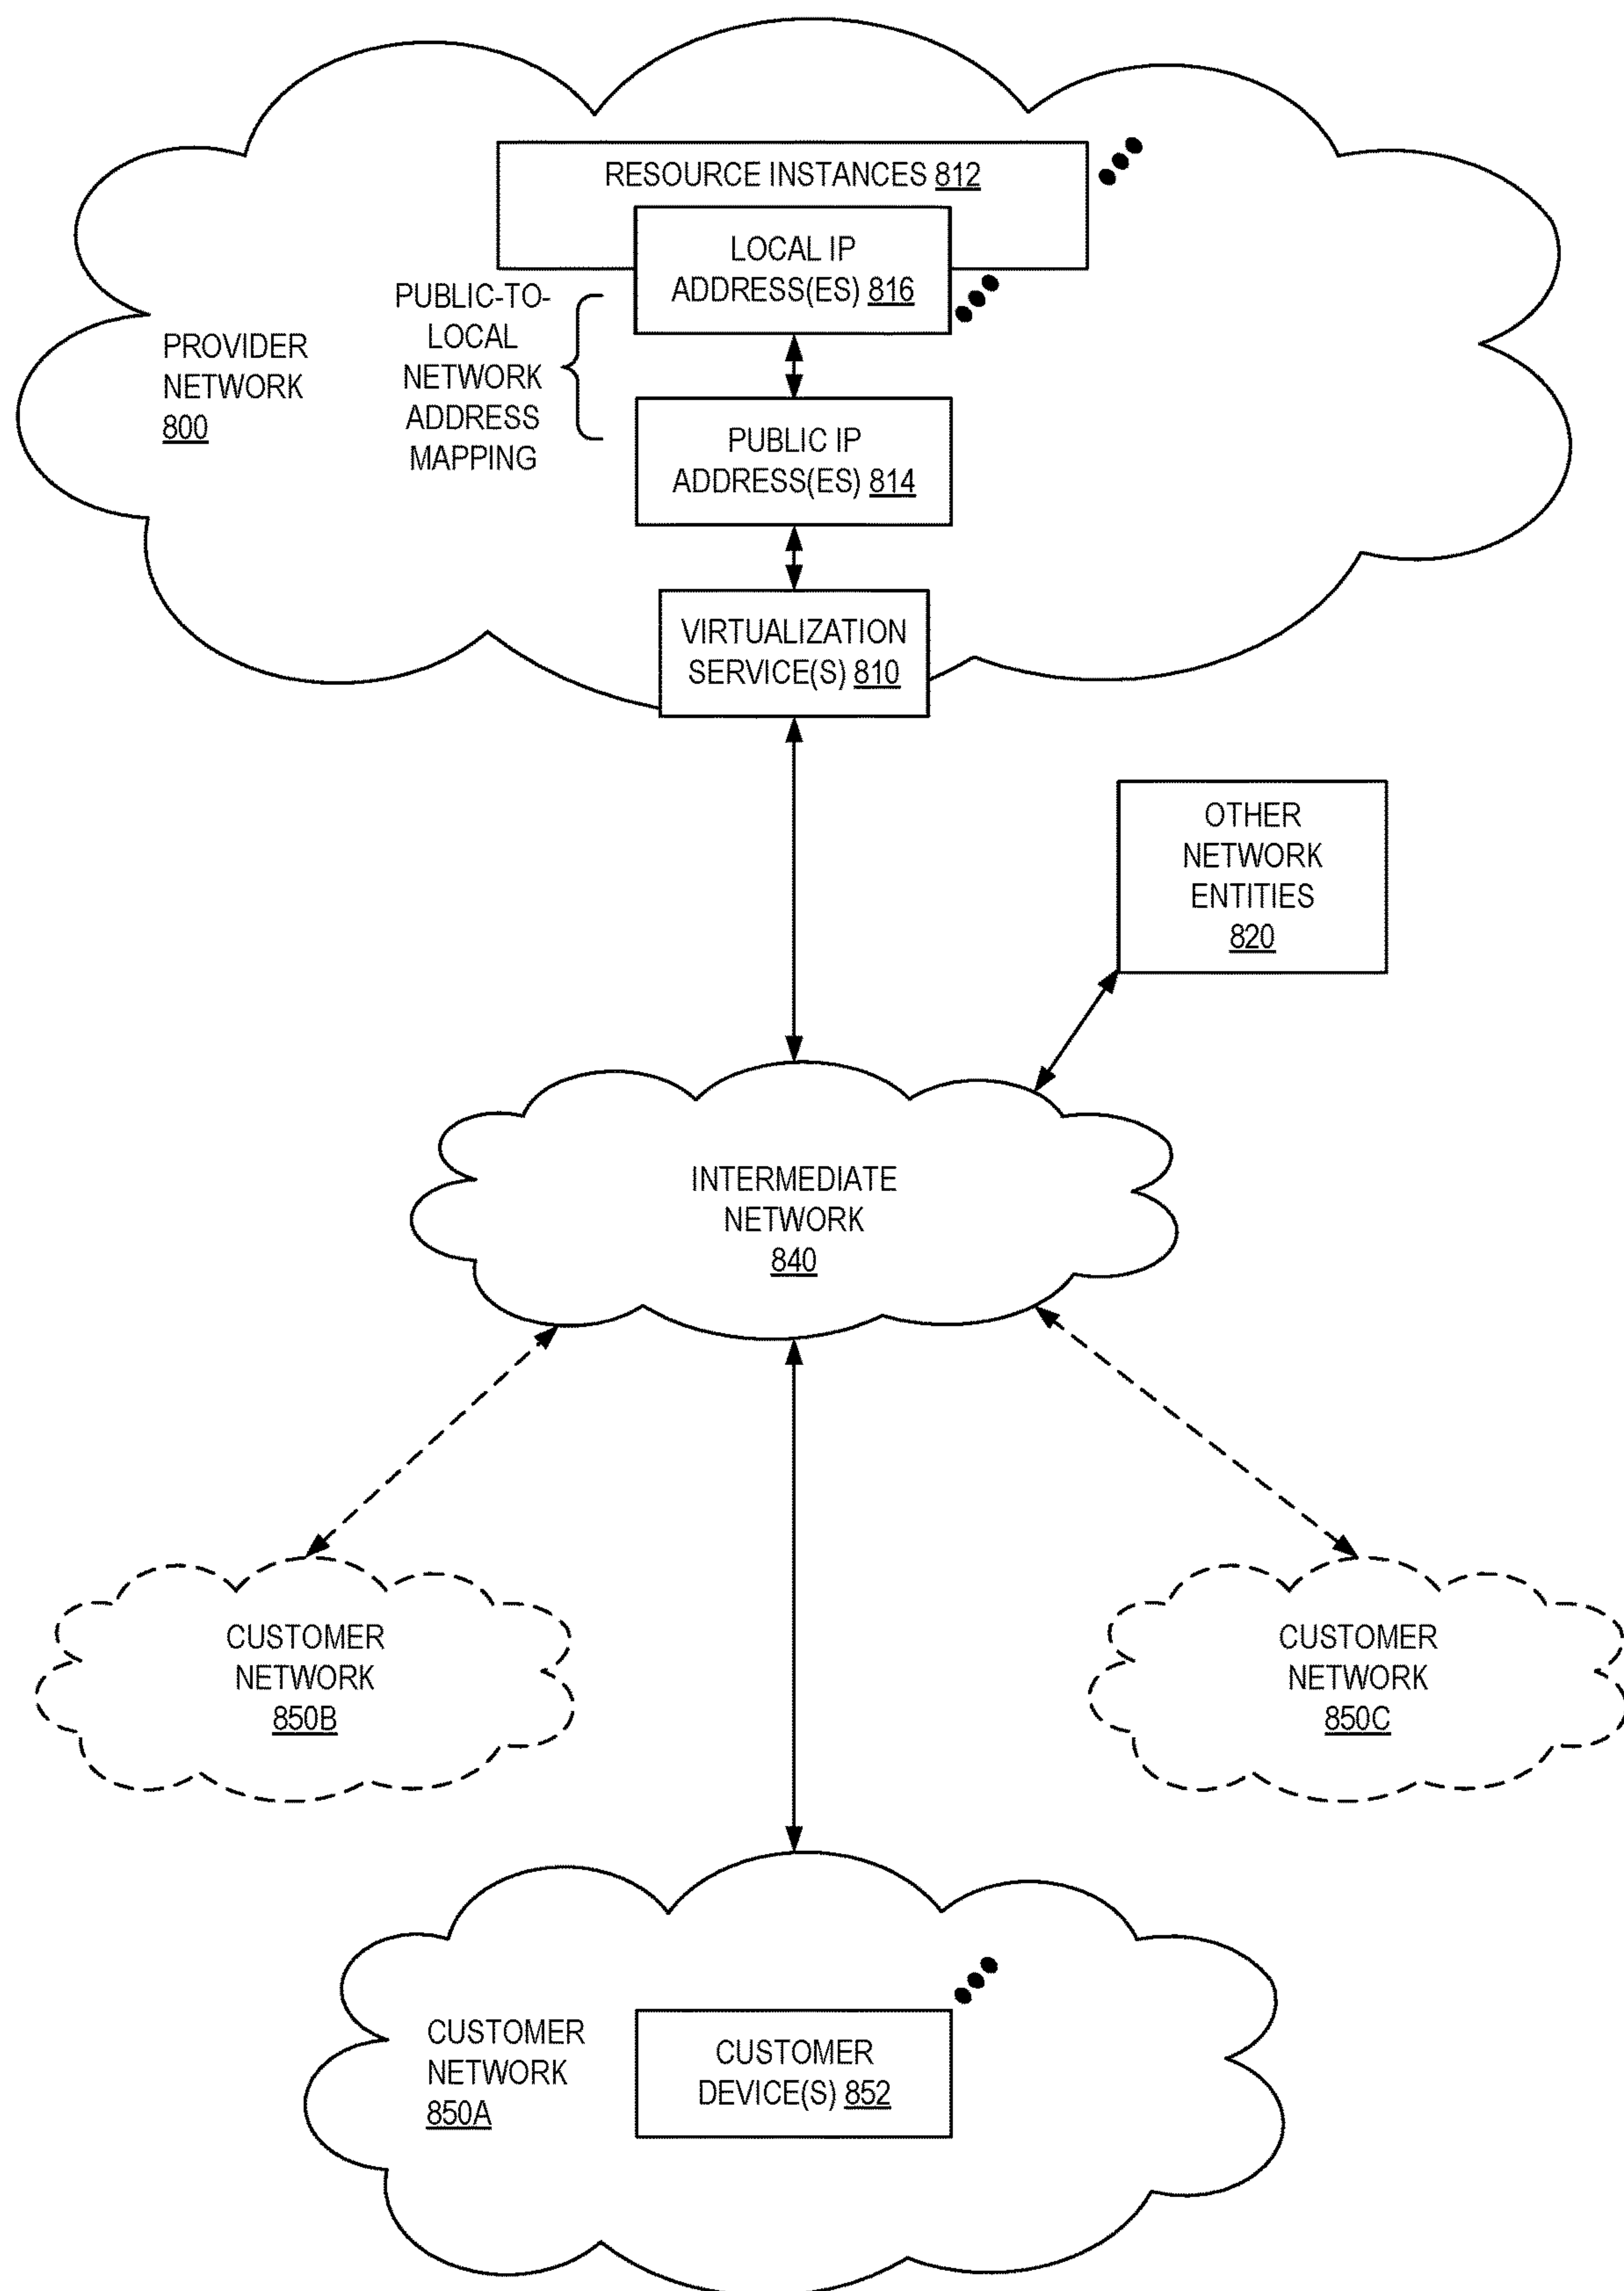 RESOURCE INSTANCES 812
LOCAL IP
ADDRESS(ES) 816
PUBLIC-TO-
LOCAL
NETWORK
ADDRESS
MAPPING
PROVIDER
NETWORK
800
PUBLIC IP
ADDRESS(ES) 814
VIRTUALIZATION
SERVICE(S) 810
OTHER
NETWORK
ENTITIES
820
INTERMEDIATE
NETWORK
840
CUSTOMER
NETWORK
850B
CUSTOMER
NETWORK
850C
CUSTOMER
NETWORK
850A
CUSTOMER
DEVICE(S) 852